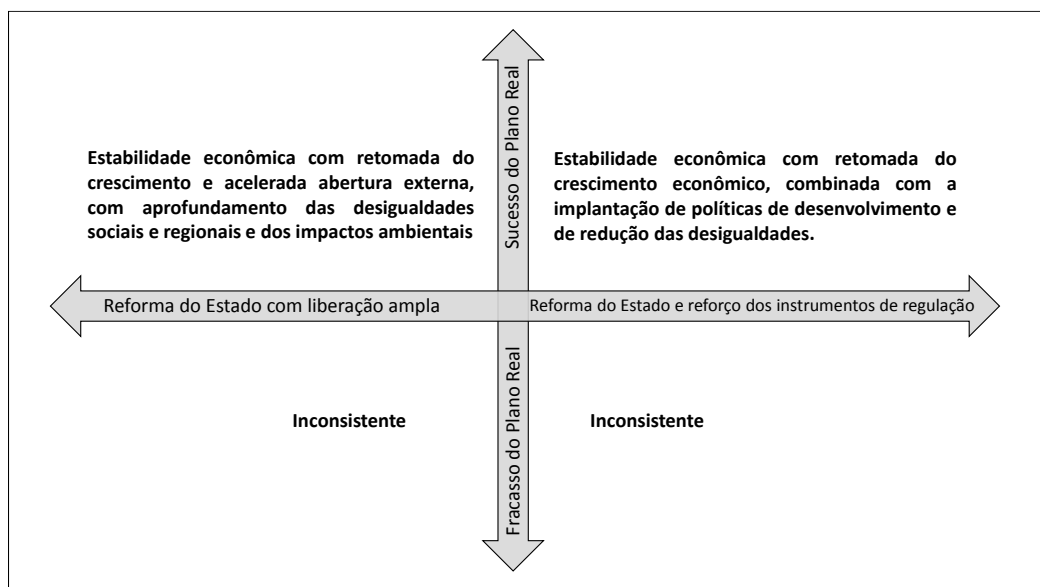 Sucesso do Plano Real
Estabilidade econômica com retomada do
crescimento e acelerada abertura externa,
com aprofundamento das desigualdades
sociais e regionais e dos impactos ambientais
Estabilidade econômica com retomada do
crescimento econômico, combinada com a
implantação de políticas de desenvolvimento e
de redução das desigualdades.
Reforma do Estado com liberação ampla
Reforma do Estado e reforço dos instrumentos de regulação
Fracasso do Plano Real
Inconsistente
Inconsistente